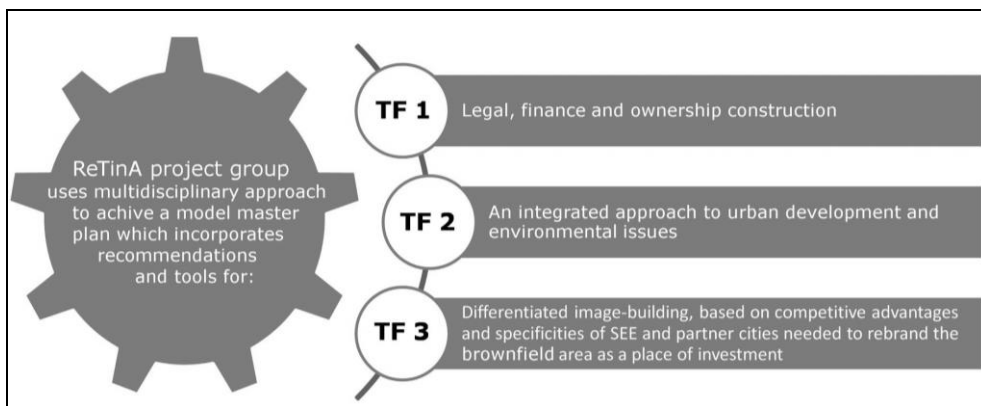 ReTinA project group
uses multidisciplinary approach
to achive a model master
plan which incorporates
recommendations
and tools for:
TF 1
Legal, finance and ownership construction
TF 2
An integrated approach to urban development and
environmental issues
TF 3
Differentiated image-building, based on competitive advantages
and specificities of SEE and partner cities needed to rebrand the
brownfield area as a place of investment